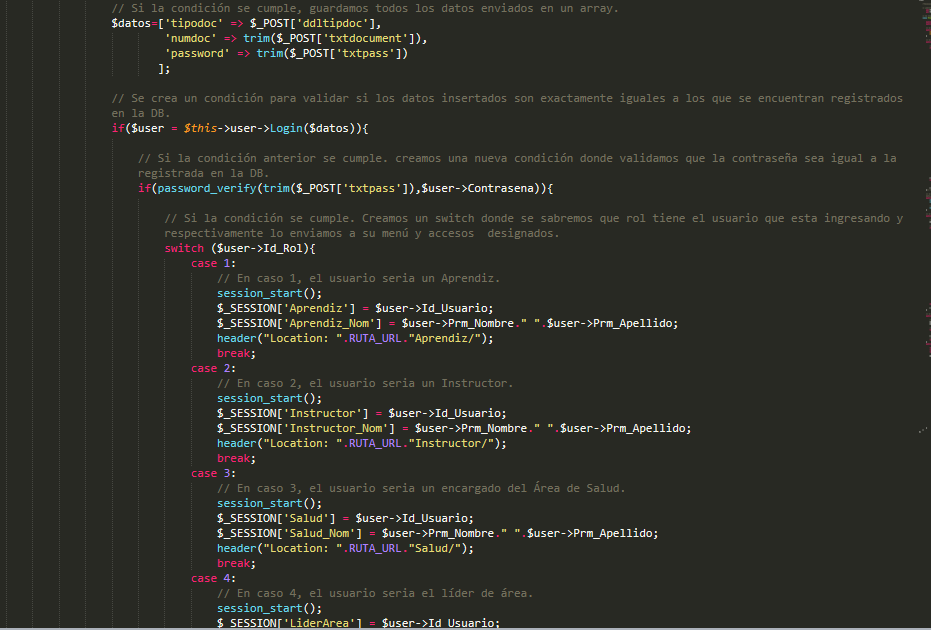 // Si la condición se cumple, guardamos todos los datos enviados en un array.
$datos=['tipodoc' => $_POST['ddltipdoc'],
'numdoc' => trim($_POST['txtdocument']),
'password' => trim($_POST['txtpass'])
];
// Se crea un condición para validar si los datos insertados son exactamente iguales a los que se encuentran registrados
en la DB.
if($user = $this->user->Login($datos)){
// Si la condición anterior se cumple. creamos una nueva condición donde validamos que la contraseña sea igual a la
registrada en la DB.
if(password_verify(trim($_POST['txtpass']),$user->Contrasena)){
// Si la condición se cumple. Creamos un switch donde se sabremos que rol tiene el usuario que esta ingresando y
respectivamente lo enviamos a su menú y accesos  designados.
switch ($user->Id_Rol){
case 1:
// En caso 1, el usuario seria un Aprendiz.
session_start();
$_SESSION['Aprendiz'] = $user->Id_Usuario;
$_SESSION['Aprendiz_Nom'] = $user->Prm_Nombre." ".$user->Prm_Apellido;
header("Location: ".RUTA_URL."Aprendiz/");
break;
case 2:
// En caso 2, el usuario seria un Instructor.
session_start();
$_SESSION['Instructor'] = $user->Id_Usuario;
$_SESSION['Instructor_Nom'] = $user->Prm_Nombre." ".$user->Prm_Apellido;
header("Location: ".RUTA_URL."Instructor/");
break;
case 3:
// En caso 3, el usuario seria un encargado del Área de Salud.
session_start();
$_SESSION['Salud'] = $user->Id_Usuario;
$_SESSION['Salud_Nom'] = $user->Prm_Nombre." ".$user->Prm_Apellido;
header("Location: ".RUTA_URL."Salud/");
break;
case 4:
// En caso 4, el usuario seria el líder de área.
session_start();
$_SESSION['LiderArea'] = $user->Id_Usuario;